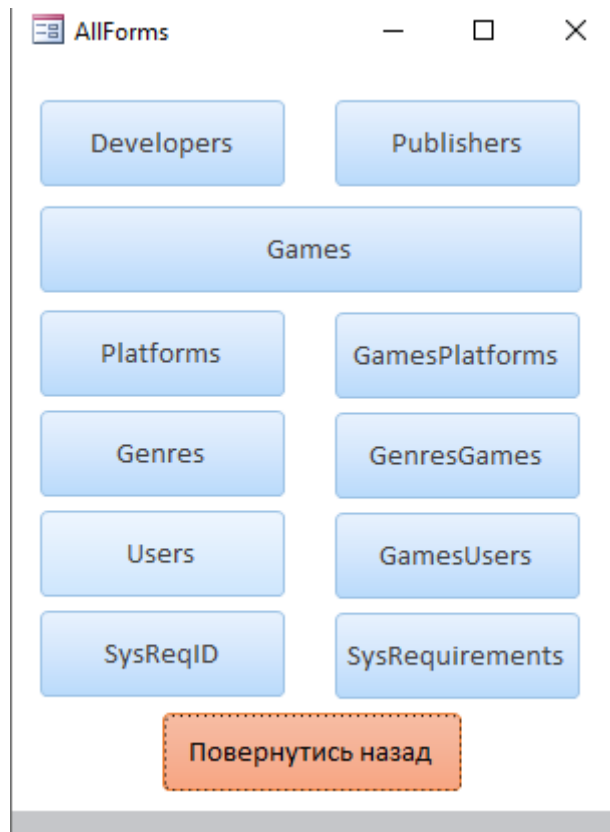 AllForms
Developers
Publishers
Games
Platforms
GamesPlatforms
Genres
GenresGames
Users
GamesUsers
SysReqID
SysRequirements
Повернутись назад